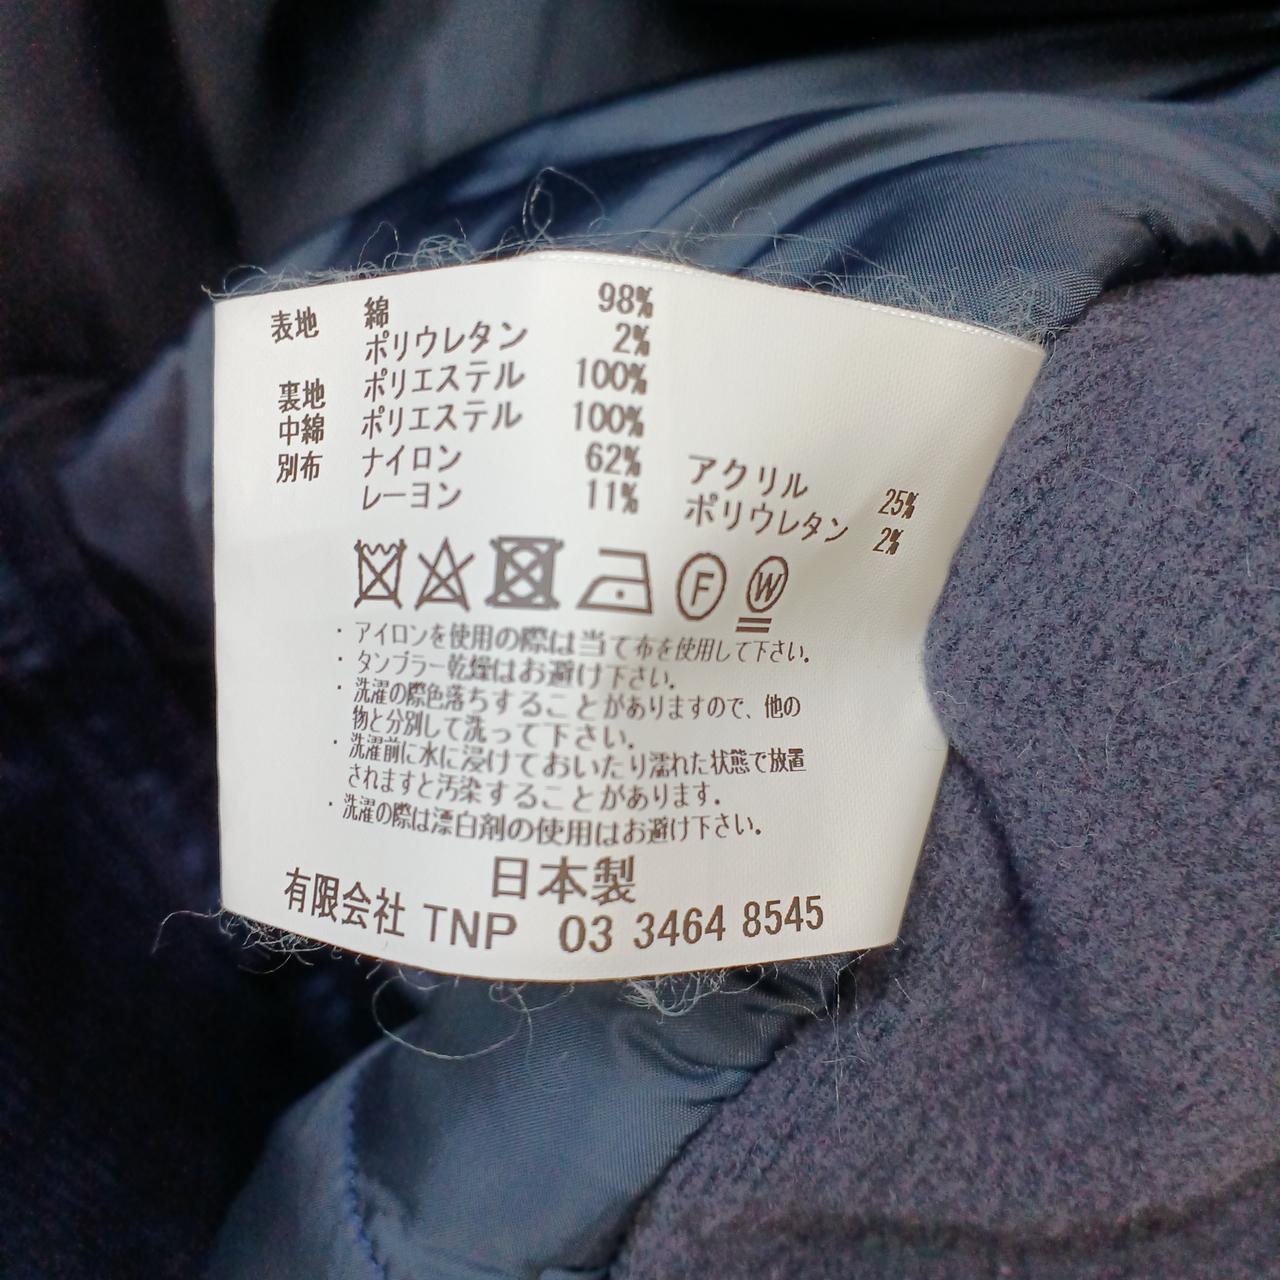 表地 綿 98%
ポリウレタン 2%
裏地 ポリエステル 100%
中綿 ポリエステル 100%
別布 ナイロン 62% アクリル 25%
レーヨン 11% ポリウレタン 2%
F W
・アイロンを使用の際は当て布を使用して下さい。
・タンブラー乾燥はお避け下さい。
・洗濯の際色落ちすることがありますので、他の
物と分別して洗って下さい。
・洗濯前に水に浸けておいたり濡れた状態で放置
されますと汚染することがあります。
・洗濯の際は漂白剤の使用はお避け下さい。
日本製
有限会社 TNP 03 3464 8545